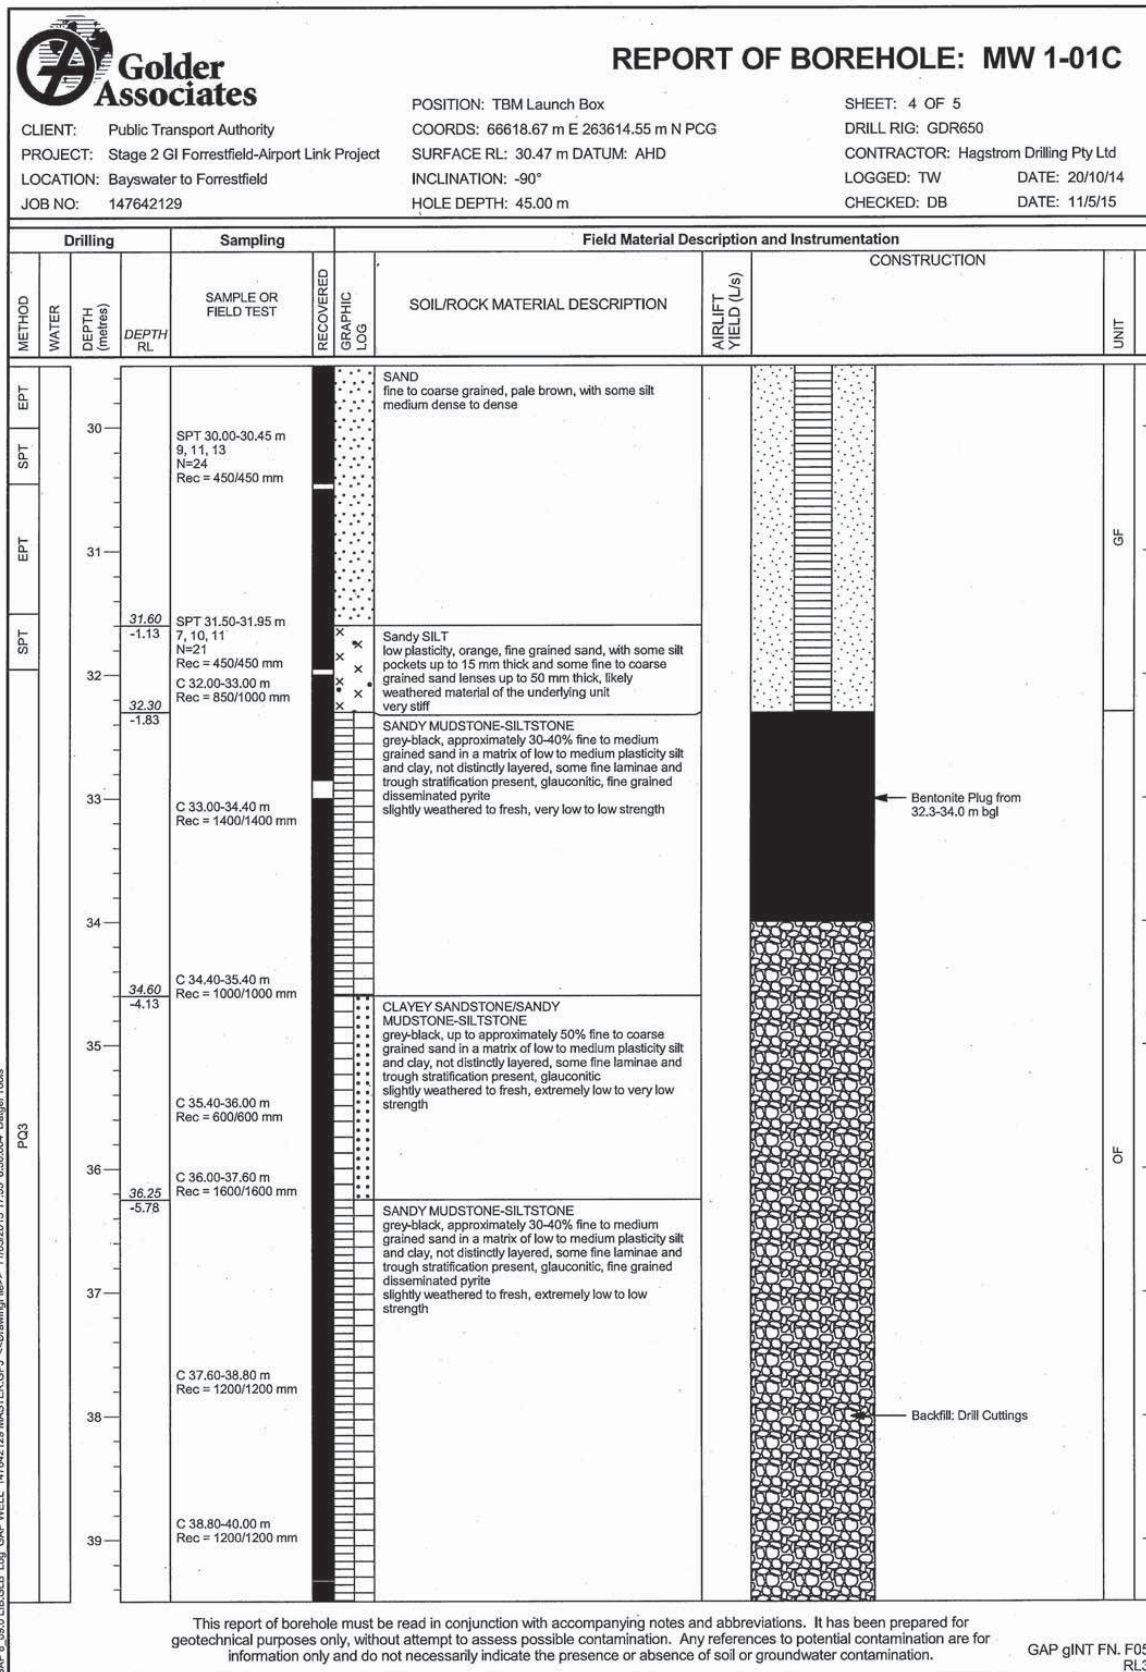 Golder
Associates
REPORT OF BOREHOLE: MW 1-01C
CLIENT: Public Transport Authority
PROJECT: Stage 2 GI Forrestfield-Airport Link Project
LOCATION: Bayswater to Forrestfield
JOB NO: 147642129
POSITION: TBM Launch Box
COORDS: 66618.67 m E 263614.55 m N PCG
SURFACE RL: 30.47 m DATUM: AHD
INCLINATION: -90°
HOLE DEPTH: 45.00 m
SHEET: 4 OF 5
DRILL RIG: GDR650
CONTRACTOR: Hagstrom Drilling Pty Ltd
LOGGED: TW DATE: 20/10/14
CHECKED: DB DATE: 11/5/15
Drilling
Sampling
Field Material Description and Instrumentation
METHOD
WATER
DEPTH
(metres)
DEPTH
RL
SAMPLE OR
FIELD TEST
RECOVERED
GRAPHIC
LOG
SOIL/ROCK MATERIAL DESCRIPTION
AIRLIFT
YIELD (L/s)
CONSTRUCTION
UNIT
EPT
SPT
EPT
SPT
PQ3
30
31
32
33
34
35
36
37
38
39
31.60
-1.13
32.30
-1.83
34.60
-4.13
36.25
-5.78
SPT 30.00-30.45 m
9, 11, 13
N=24
Rec = 450/450 mm
SPT 31.50-31.95 m
7, 10, 11
N=21
Rec = 450/450 mm
C 32.00-33.00 m
Rec = 850/1000 mm
C 33.00-34.40 m
Rec = 1400/1400 mm
C 34.40-35.40 m
Rec = 1000/1000 mm
C 35.40-36.00 m
Rec = 600/600 mm
C 36.00-37.60 m
Rec = 1600/1600 mm
C 37.60-38.80 m
Rec = 1200/1200 mm
C 38.80-40.00 m
Rec = 1200/1200 mm
SAND
fine to coarse grained, pale brown, with some silt
medium dense to dense
Sandy SILT
low plasticity, orange, fine grained sand, with some silt
pockets up to 15 mm thick and some fine to coarse
grained sand lenses up to 50 mm thick, likely
weathered material of the underlying unit
very stiff
SANDY MUDSTONE-SILTSTONE
grey-black, approximately 30-40% fine to medium
grained sand in a matrix of low to medium plasticity silt
and clay, not distinctly layered, some fine laminae and
trough stratification present, glauconitic, fine grained
disseminated pyrite
slightly weathered to fresh, very low to low strength
CLAYEY SANDSTONE/SANDY
MUDSTONE-SILTSTONE
grey-black, up to approximately 50% fine to coarse
grained sand in a matrix of low to medium plasticity silt
and clay, not distinctly layered, some fine laminae and
trough stratification present, glauconitic
slightly weathered to fresh, extremely low to very low
strength
SANDY MUDSTONE-SILTSTONE
grey-black, approximately 30-40% fine to medium
grained sand in a matrix of low to medium plasticity silt
and clay, not distinctly layered, some fine laminae and
trough stratification present, glauconitic, fine grained
disseminated pyrite
slightly weathered to fresh, extremely low to low
strength
Bentonite Plug from
32.3-34.0 m bgl
Backfill: Drill Cuttings
GF
OF
This report of borehole must be read in conjunction with accompanying notes and abbreviations. It has been prepared for
geotechnical purposes only, without attempt to assess possible contamination. Any references to potential contamination are for
information only and do not necessarily indicate the presence or absence of soil or groundwater contamination.
GAP gINT FN. F05